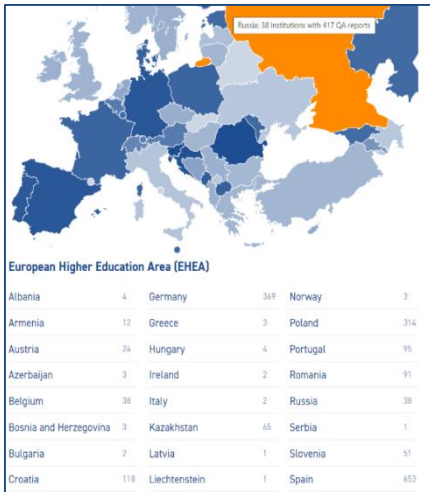 Russia: 38 institutions with 417 QA reports
European Higher Education Area (EHEA)
Albania 4 Germany 369 Norway 3
Armenia 12 Greece 3 Poland 314
Austria 24 Hungary 4 Portugal 95
Azerbaijan 3 Ireland 2 Romania 91
Belgium 38 Italy 2 Russia 38
Bosnia and Herzegovina 3 Kazakhstan 65 Serbia 1
Bulgaria 2 Latvia 1 Slovenia 51
Croatia 118 Liechtenstein 1 Spain 653